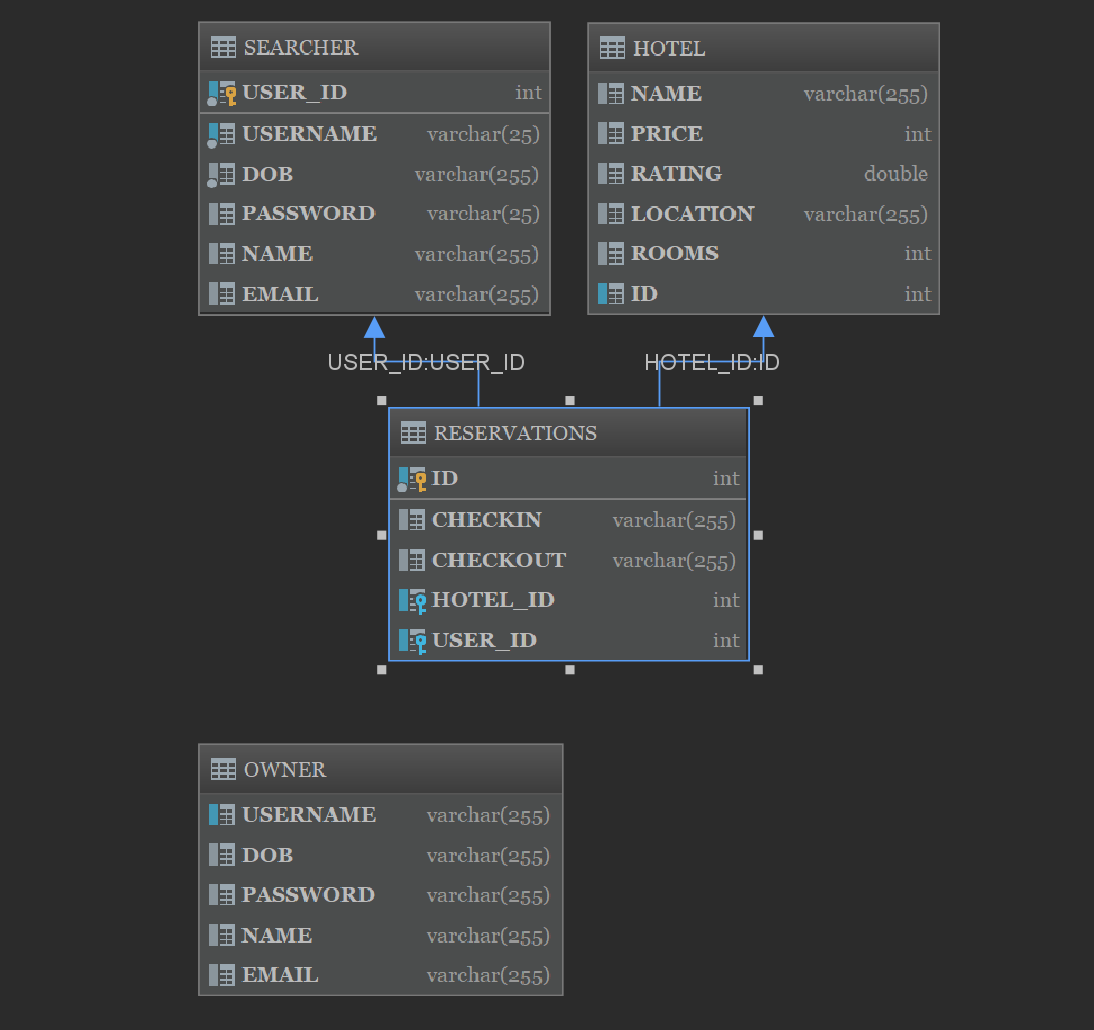 SEARCHER
USER_ID int
USERNAME varchar(25)
DOB varchar(255)
PASSWORD varchar(25)
NAME varchar(255)
EMAIL varchar(255)
HOTEL
NAME varchar(255)
PRICE int
RATING double
LOCATION varchar(255)
ROOMS int
ID int
USER_ID:USER_ID
HOTEL_ID:ID
RESERVATIONS
ID int
CHECKIN varchar(255)
CHECKOUT varchar(255)
HOTEL_ID int
USER_ID int
OWNER
USERNAME varchar(255)
DOB varchar(255)
PASSWORD varchar(255)
NAME varchar(255)
EMAIL varchar(255)